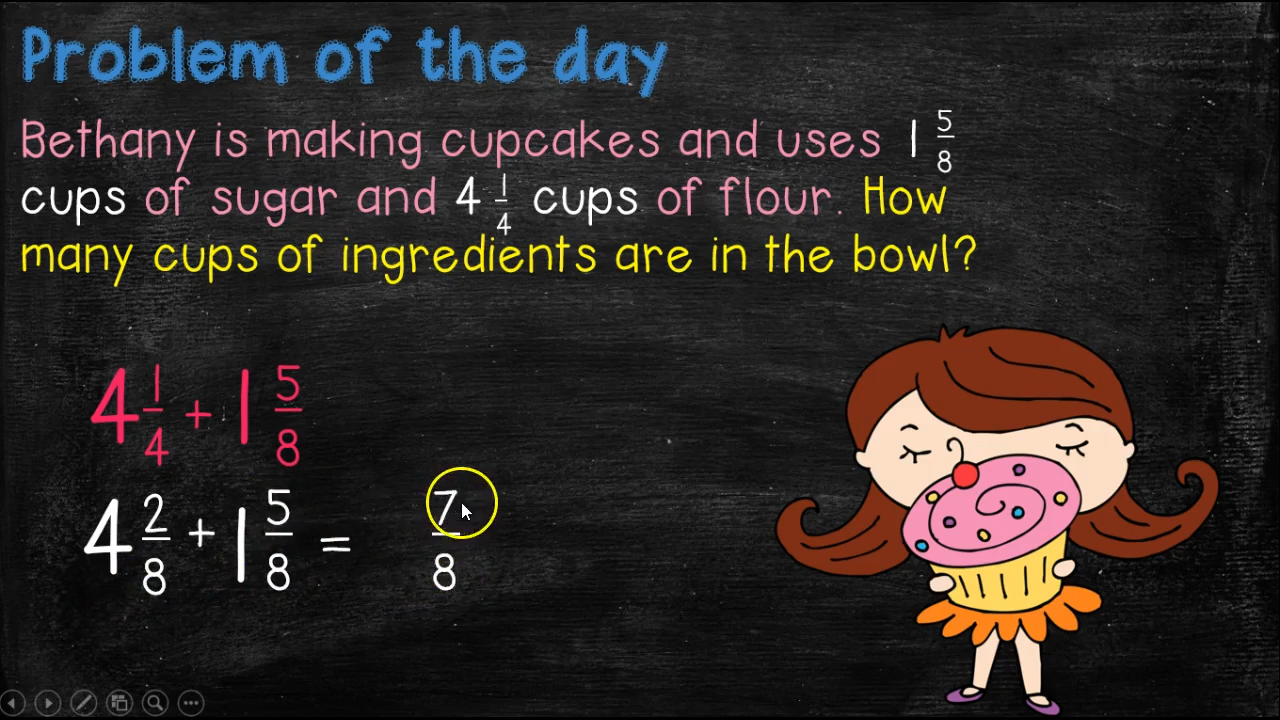 Problem of the day
Bethany is making cupcakes and uses 1 5/8
cups of sugar and 4 1/4 cups of flour. How
many cups of ingredients are in the bowl?
4 1/4 + 1 5/8
4 2/8 + 1 5/8 = 7/8